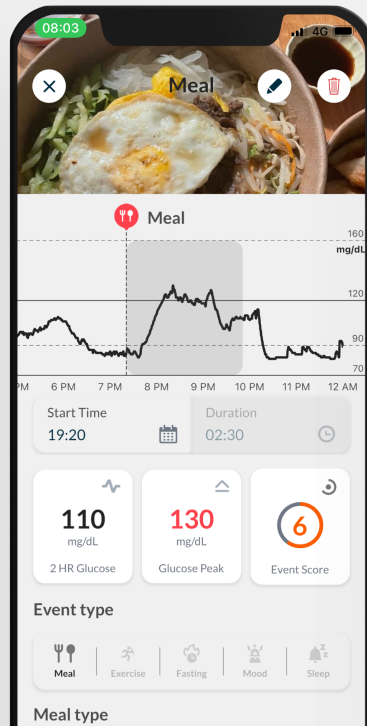 08:03
4G
Meal
Meal
160
mg/dL
120
90
70
PM 6 PM 7 PM 8 PM 9 PM 10 PM 11 PM 12 AM
Start Time
19:20
Duration
02:30
110
mg/dL
2 HR Glucose
130
mg/dL
Glucose Peak
6
Event Score
Event type
Meal
Exercise
Fasting
Mood
Sleep
Meal type